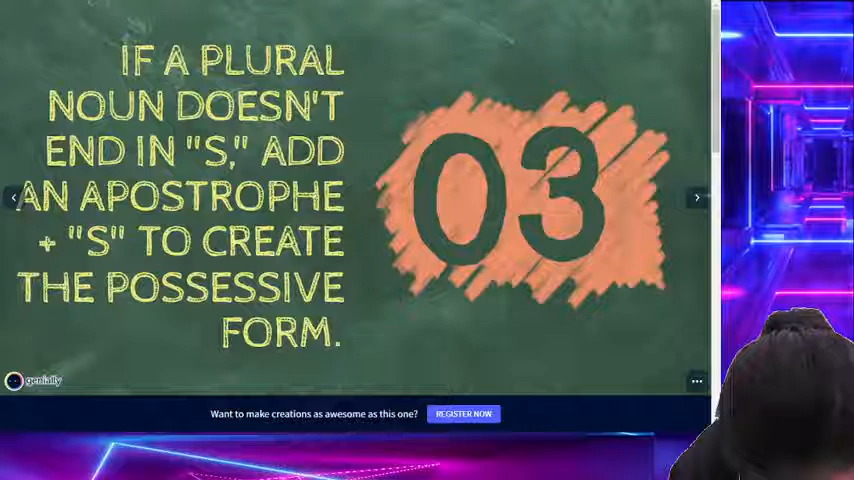 IF A PLURAL
NOUN DOESN'T
END IN "S," ADD
AN APOSTROPHE
+ "S" TO CREATE
THE POSSESSIVE
FORM.
03
genially
Want to make creations as awesome as this one? REGISTER NOW